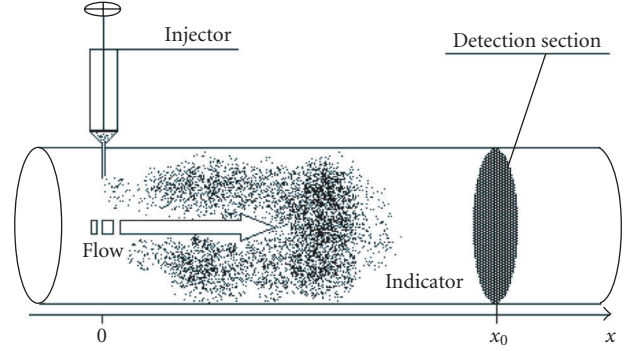 Injector
Detection section
Flow
Indicator
0
x₀
x